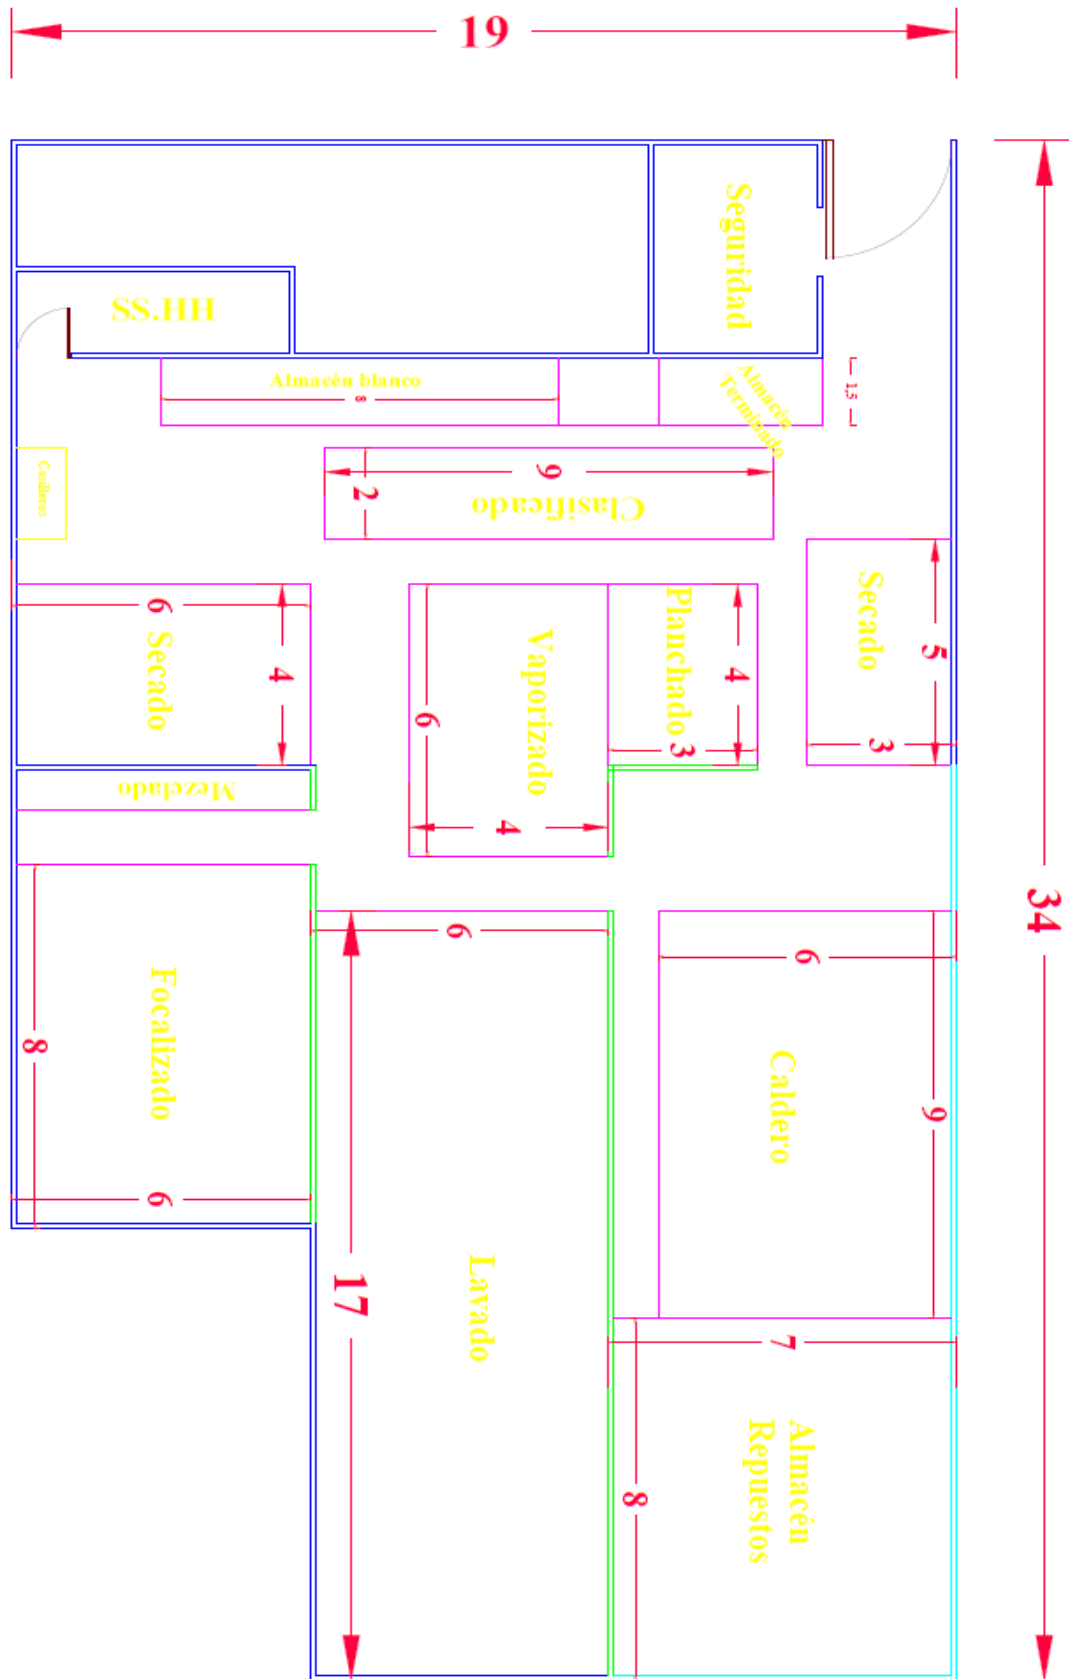 19
Seguridad
HH'SS
Almacén blanco
8
Almacén
Terminado
1,5
9
2
Clasificado
Casilleros
6
4
Secado
Vaporizado
6
4
Planchado
4
3
Secado
5
3
Mezclado
34
6
6
Focalizado
8
6
Caldero
9
17
Lavado
7
Almacén
Repuestos
8